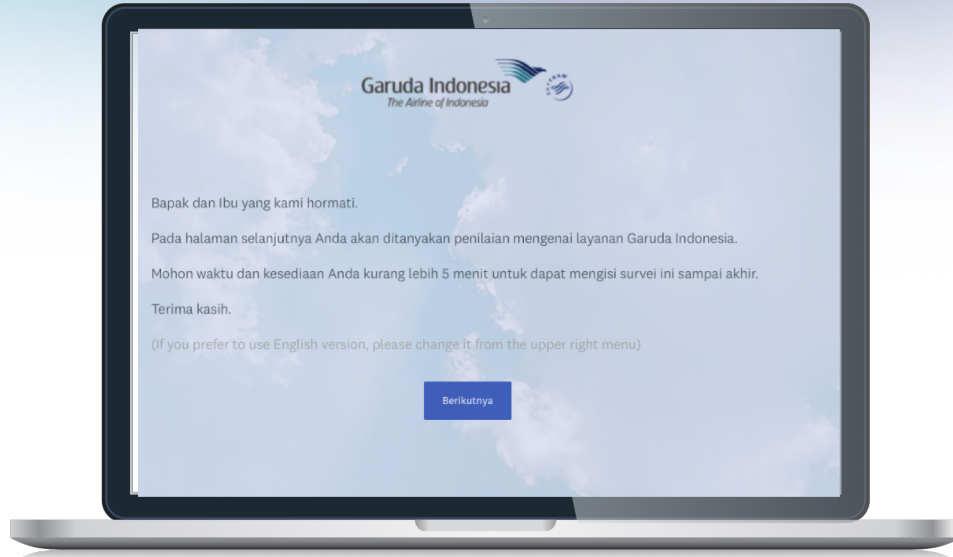 Garuda Indonesia
The Airline of Indonesia
Bapak dan Ibu yang kami hormati.
Pada halaman selanjutnya Anda akan ditanyakan penilaian mengenai layanan Garuda Indonesia.
Mohon waktu dan kesediaan Anda kurang lebih 5 menit untuk dapat mengisi survei ini sampai akhir.
Terima kasih.
(If you prefer to use English version, please change it from the upper right menu)
Berikutnya